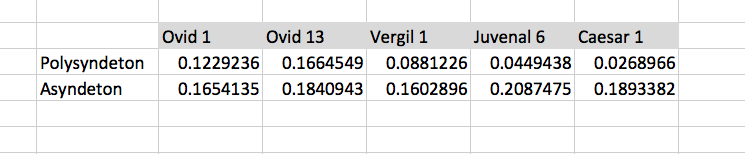 Ovid 1 Ovid 13 Vergil 1 Juvenal 6 Caesar 1
Polysyndeton 0.1229236 0.1664549 0.0881226 0.0449438 0.0268966
Asyndeton 0.1654135 0.1840943 0.1602896 0.2087475 0.1893382